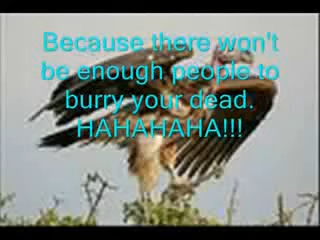 Because there won't
be enough people to
burry your dead.
HAHAHAHA!!!